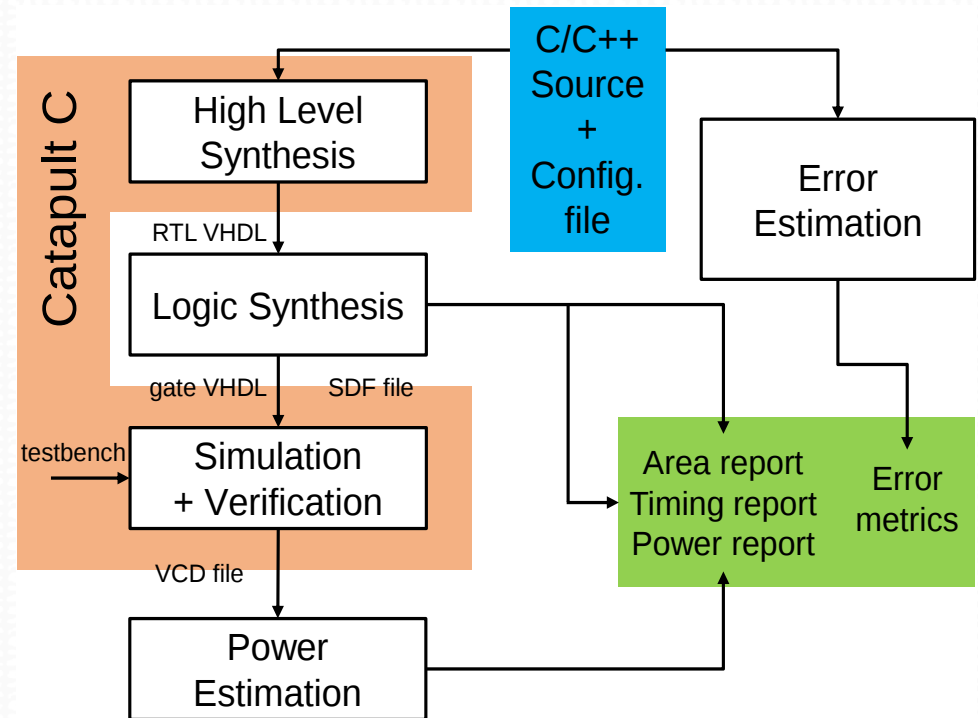 C/C++
Source
+
Config.
file
Catapult C
High Level
Synthesis
Error
Estimation
RTL VHDL
Logic Synthesis
gate VHDL
SDF file
testbench
Simulation
+ Verification
Area report
Timing report
Power report
Error
metrics
VCD file
Power
Estimation